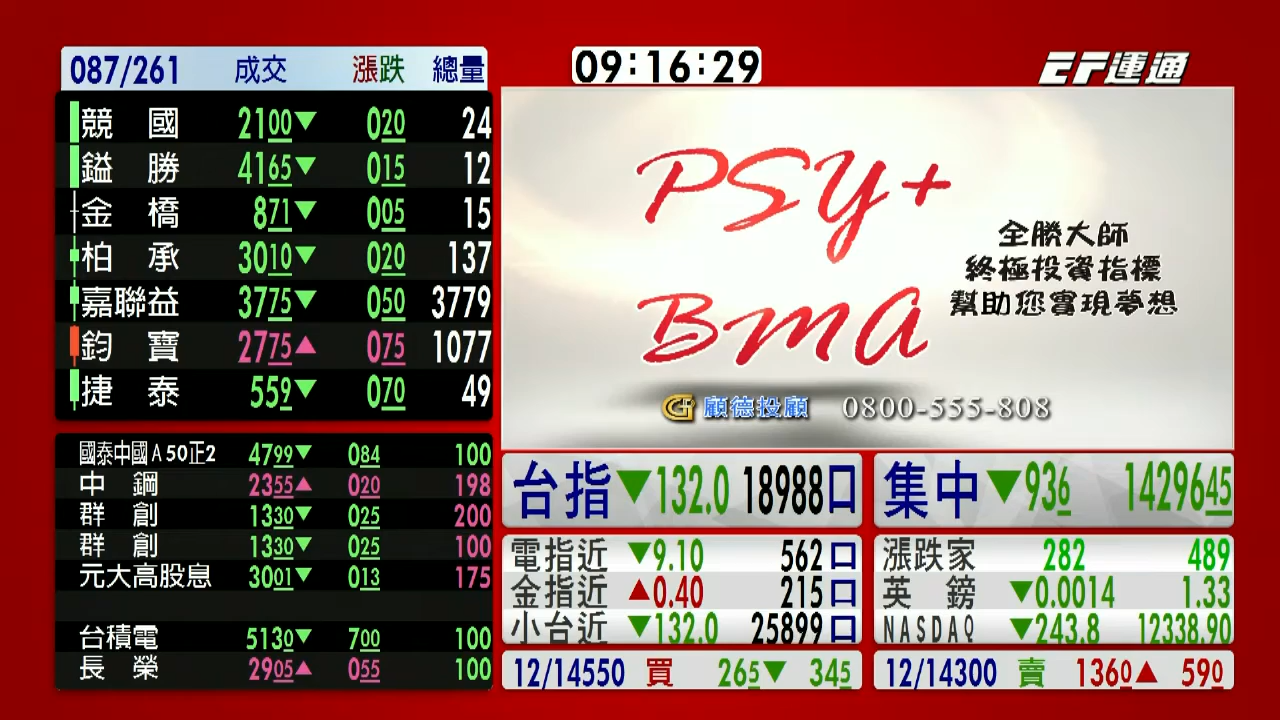 087/261 成交 漲跌 總量
競國 2100▼ 020 24
鎰勝 4165▼ 015 12
金橋 871▼ 005 15
柏承 3010▼ 020 137
嘉聯益 3775▼ 050 3779
鈞寶 2775▲ 075 1077
捷泰 559▼ 070 49
國泰中國A50正2 4799▼ 084 100
中鋼 2355▲ 020 198
群創 1330▼ 025 200
群創 1330▼ 025 100
元大高股息 3001▼ 013 175
台積電 5130▼ 700 100
長榮 2905▲ 055 100
09:16:29
EF運通
PSY+
BMA
全勝大師
終極投資指標
幫助您實現夢想
顧德投顧 0800-555-808
台指▼132.0 18988口
電指近 ▼9.10 562口
金指近 ▲0.40 215口
小台近 ▼132.0 25899口
12/14550 買 265▼ 345
集中▼936 1429645
漲跌家 282 489
英鎊 ▼0.0014 1.33
NASDAQ ▼243.8 12338.90
12/14300 賣 1360▲ 590